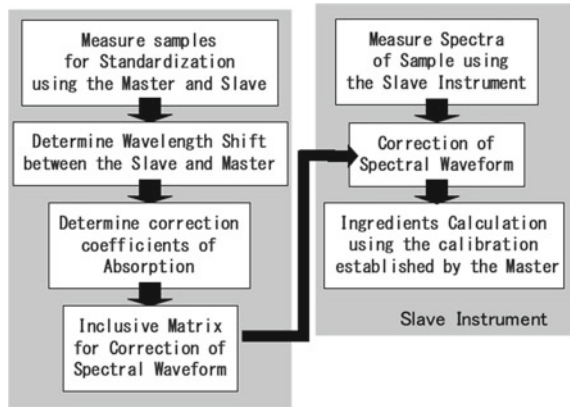 Measure samples
for Standardization
using the Master and Slave
Determine Wavelength Shift
between the Slave and Master
Determine correction
coefficients of
Absorption
Inclusive Matrix
for Correction of
Spectral Waveform
Measure Spectra
of Sample using
the Slave Instrument
Correction of
Spectral Waveform
Ingredients Calculation
using the calibration
established by the Master
Slave Instrument